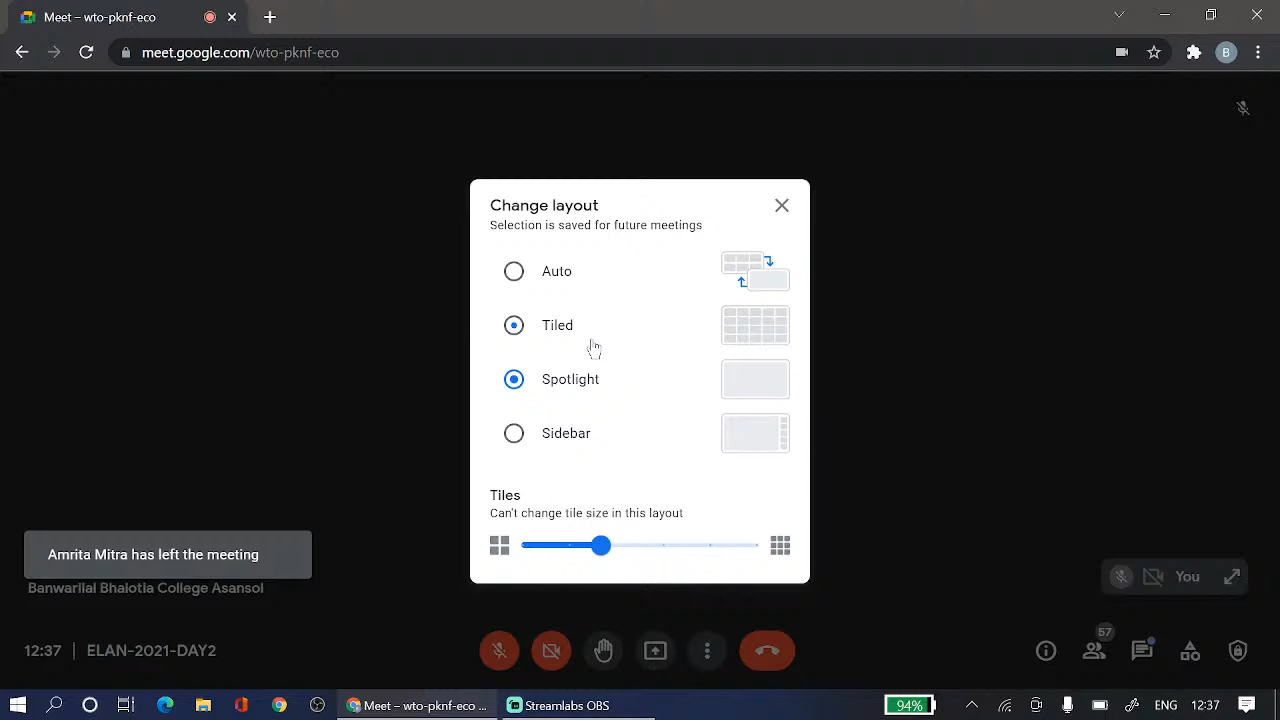 Meet – wto-pknf-eco
meet.google.com/wto-pknf-eco
B
Change layout
Selection is saved for future meetings
Auto
Tiled
Spotlight
Sidebar
Tiles
Can't change tile size in this layout
Amrita Mitra has left the meeting
Banwarilal Bhalotia College Asansol
You
12:37 | ELAN-2021-DAY2
57
Meet - wto-pknf-eco ...
Streamlabs OBS
94%
ENG
12:37